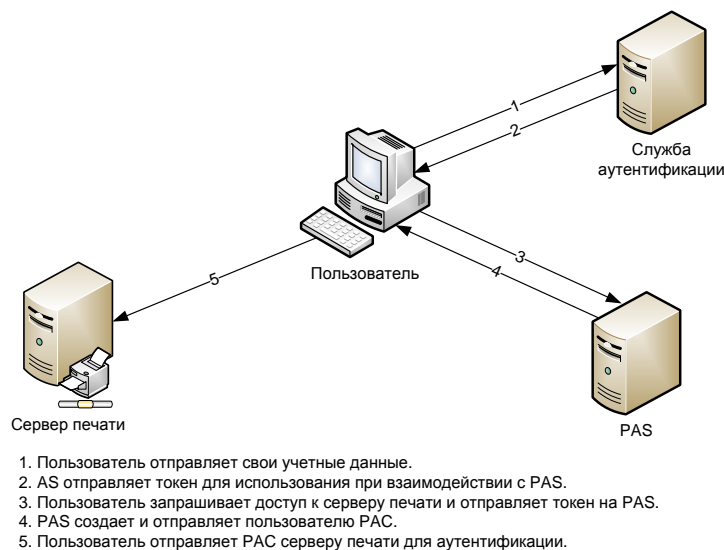 1
2
Служба
аутентификации
Пользователь
3
4
5
Сервер печати
PAS
1. Пользователь отправляет свои учетные данные.
2. AS отправляет токен для использования при взаимодействии с PAS.
3. Пользователь запрашивает доступ к серверу печати и отправляет токен на PAS.
4. PAS создает и отправляет пользователю PAC.
5. Пользователь отправляет PAC серверу печати для аутентификации.